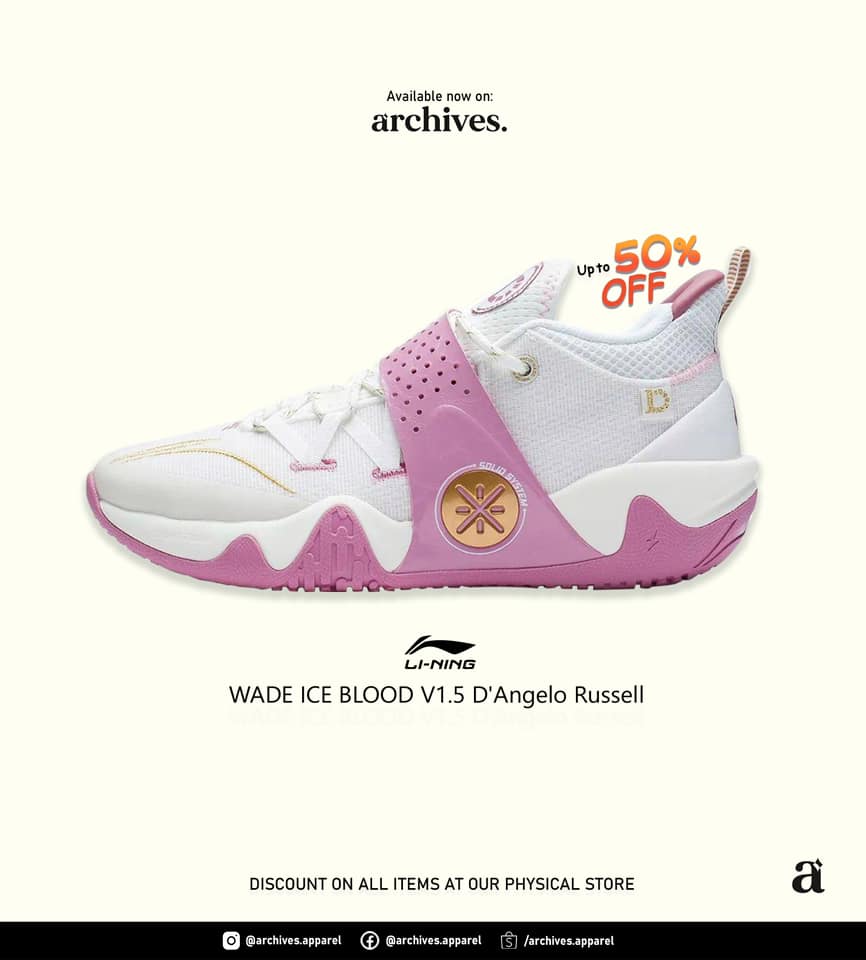 Available now on:
archives.
Up to 50%
OFF
SOLID SYSTEM
D
LI-NING
WADE ICE BLOOD V1.5 D'Angelo Russell
a
DISCOUNT ON ALL ITEMS AT OUR PHYSICAL STORE
@archives.apparel @archives.apparel /archives.apparel